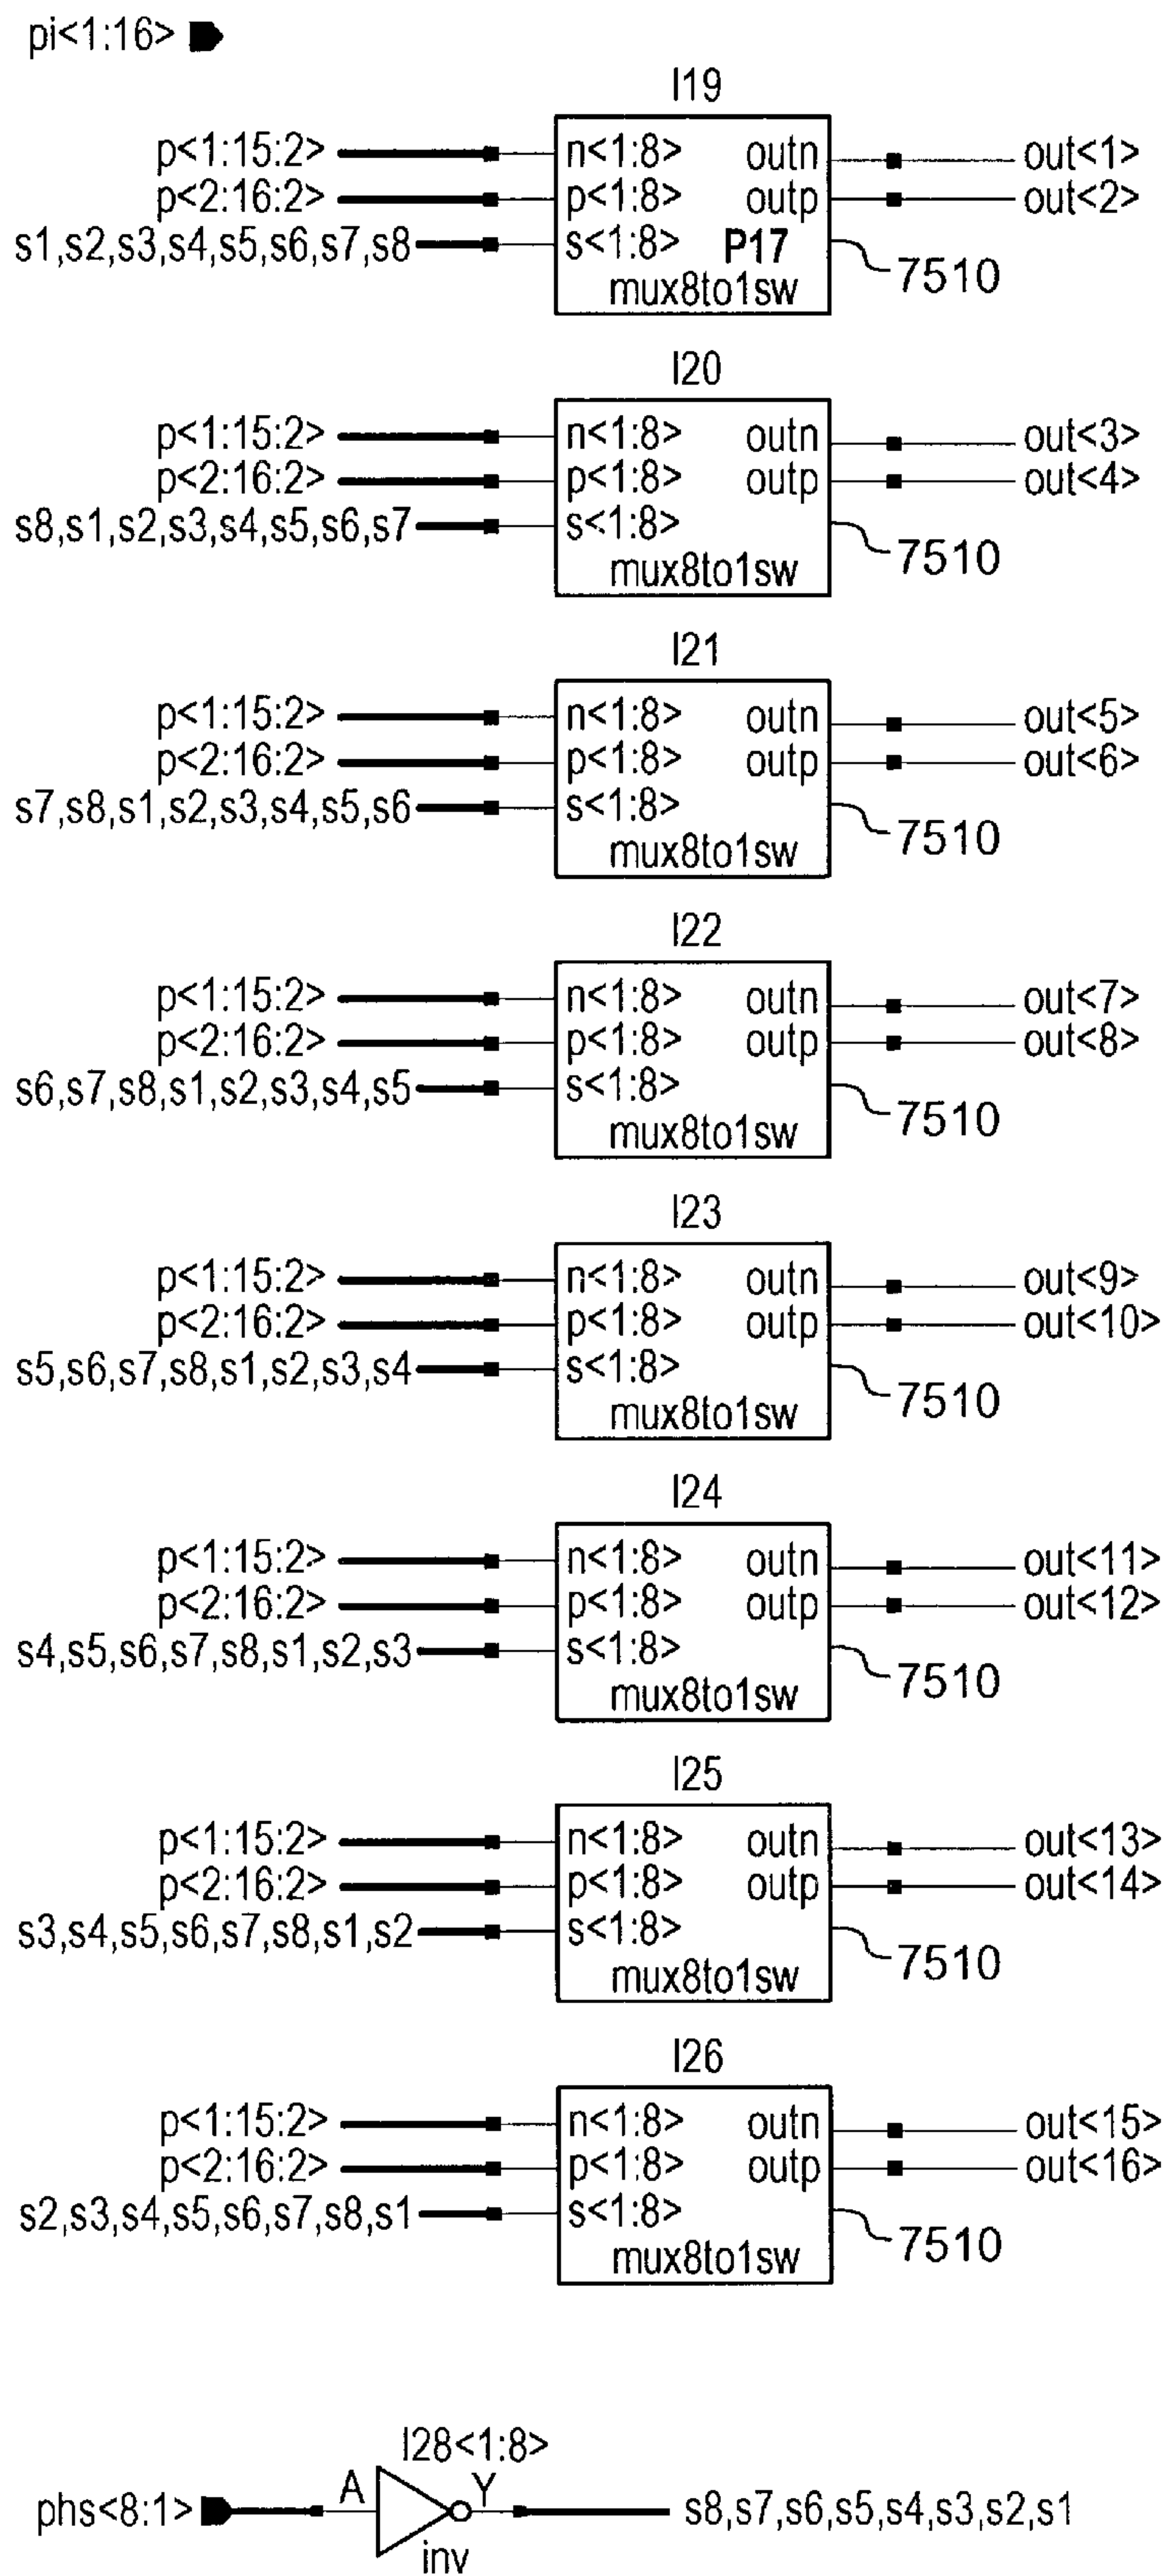 pi<1:16>
I19
p<1:15:2> n<1:8> outn out<1>
p<2:16:2> p<1:8> outp out<2>
s1,s2,s3,s4,s5,s6,s7,s8 s<1:8> P17 7510
mux8to1sw
I20
p<1:15:2> n<1:8> outn out<3>
p<2:16:2> p<1:8> outp out<4>
s8,s1,s2,s3,s4,s5,s6,s7 s<1:8> 7510
mux8to1sw
I21
p<1:15:2> n<1:8> outn out<5>
p<2:16:2> p<1:8> outp out<6>
s7,s8,s1,s2,s3,s4,s5,s6 s<1:8> 7510
mux8to1sw
I22
p<1:15:2> n<1:8> outn out<7>
p<2:16:2> p<1:8> outp out<8>
s6,s7,s8,s1,s2,s3,s4,s5 s<1:8> 7510
mux8to1sw
I23
p<1:15:2> n<1:8> outn out<9>
p<2:16:2> p<1:8> outp out<10>
s5,s6,s7,s8,s1,s2,s3,s4 s<1:8> 7510
mux8to1sw
I24
p<1:15:2> n<1:8> outn out<11>
p<2:16:2> p<1:8> outp out<12>
s4,s5,s6,s7,s8,s1,s2,s3 s<1:8> 7510
mux8to1sw
I25
p<1:15:2> n<1:8> outn out<13>
p<2:16:2> p<1:8> outp out<14>
s3,s4,s5,s6,s7,s8,s1,s2 s<1:8> 7510
mux8to1sw
I26
p<1:15:2> n<1:8> outn out<15>
p<2:16:2> p<1:8> outp out<16>
s2,s3,s4,s5,s6,s7,s8,s1 s<1:8> 7510
mux8to1sw
I28<1:8>
phs<8:1> A Y s8,s7,s6,s5,s4,s3,s2,s1
inv